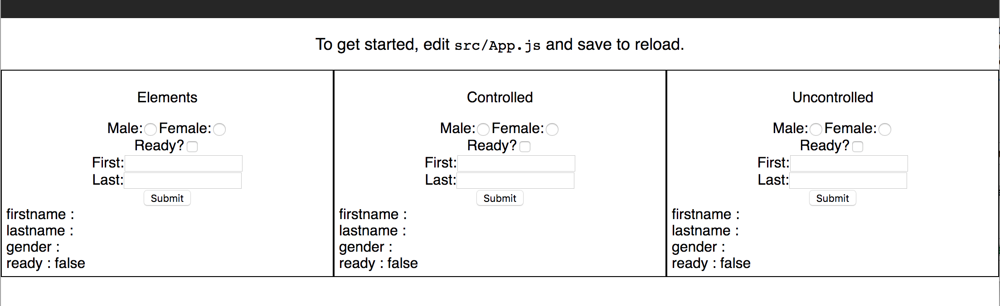 To get started, edit src/App.js and save to reload.
Elements
Male: Female:
Ready?
First:
Last:
Submit
firstname :
lastname :
gender :
ready : false
Controlled
Male: Female:
Ready?
First:
Last:
Submit
firstname :
lastname :
gender :
ready : false
Uncontrolled
Male: Female:
Ready?
First:
Last:
Submit
firstname :
lastname :
gender :
ready : false